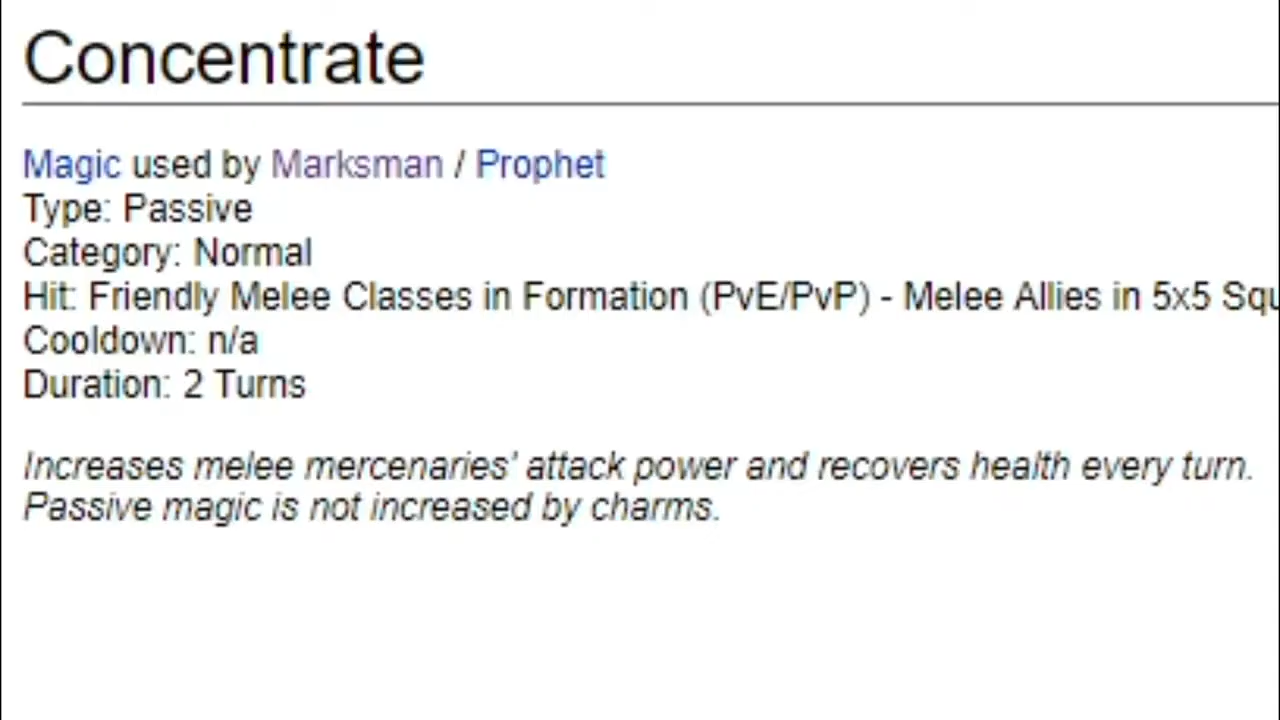 Concentrate
Magic used by Marksman / Prophet
Type: Passive
Category: Normal
Hit: Friendly Melee Classes in Formation (PvE/PvP) - Melee Allies in 5x5
Cooldown: n/a
Duration: 2 Turns
Increases melee mercenaries' attack power and recovers health every turn.
Passive magic is not increased by charms.